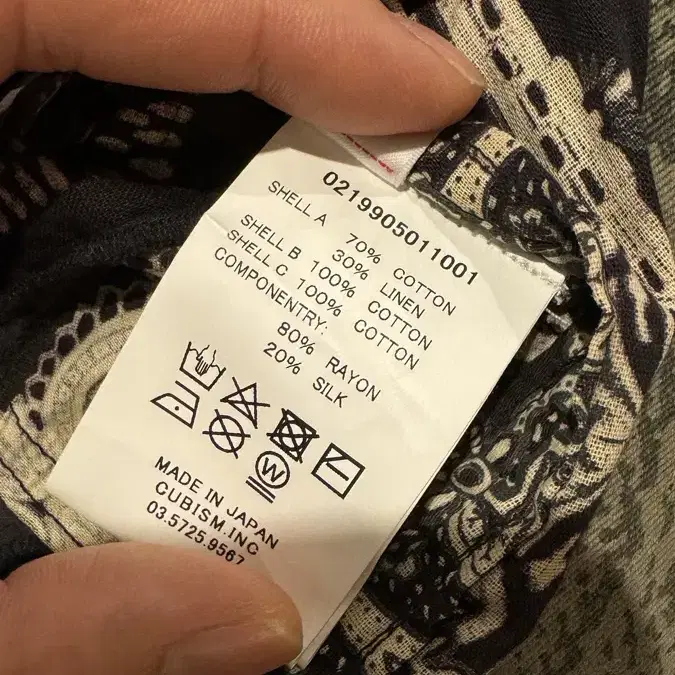 0219905011001
SHELL A 70% COTTON
30% LINEN
SHELL B 100% COTTON
SHELL C 100% COTTON
COMPONENTRY:
80% RAYON
20% SILK
W
MADE IN JAPAN
CUBISM.INC
03.5725.9567